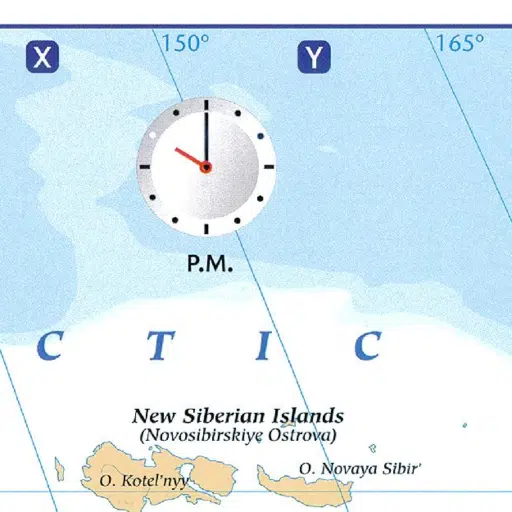 150° 165°
X Y
P.M.
C T I C
New Siberian Islands
(Novosibirskiye Ostrova)
O. Novaya Sibir'
O. Kotel'nyy